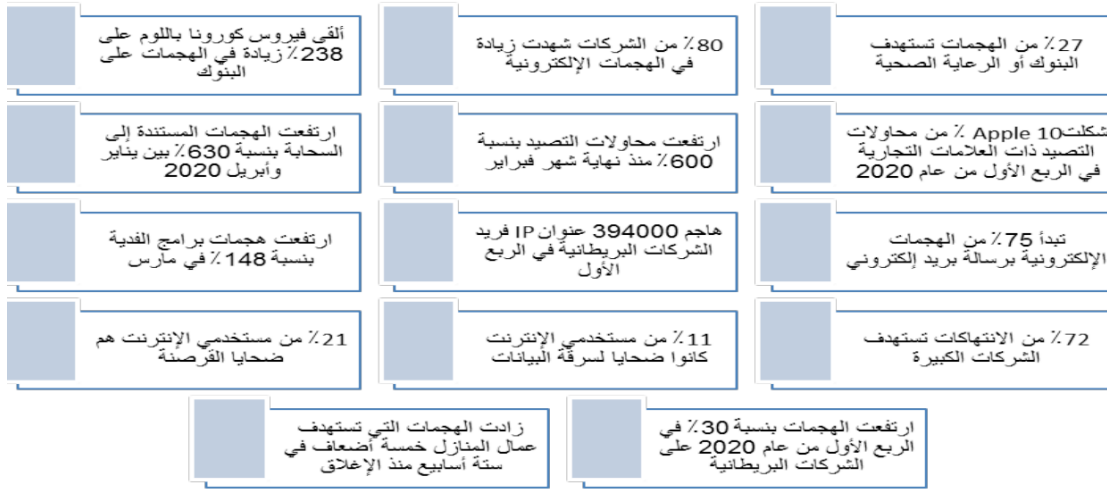 27٪ من الهجمات تستهدف
البنوك أو الرعاية الصحية
80٪ من الشركات شهدت زيادة
في الهجمات الإلكترونية
ألقى فيروس كورونا باللوم على
238٪ زيادة في الهجمات على
البنوك
شكلت Apple 10 ٪ من محاولات
التصيد ذات العلامات التجارية
في الربع الأول من عام 2020
ارتفعت محاولات التصيد بنسبة
600٪ منذ نهاية شهر فبراير
ارتفعت الهجمات المستندة إلى
السحابة بنسبة 630٪ بين يناير
وأبريل 2020
تبدأ 75٪ من الهجمات
الإلكترونية برسالة بريد إلكتروني
هاجم 394000 عنوان IP فريد
الشركات البريطانية في الربع
الأول
ارتفعت هجمات برامج الفدية
بنسبة 148٪ في مارس
72٪ من الانتهاكات تستهدف
الشركات الكبيرة
11٪ من مستخدمي الإنترنت
كانوا ضحايا لسرقة البيانات
21٪ من مستخدمي الإنترنت هم
ضحايا القرصنة
ارتفعت الهجمات بنسبة 30٪ في
الربع الأول من عام 2020 على
الشركات البريطانية
زادت الهجمات التي تستهدف
عمال المنازل خمسة أضعاف في
ستة أسابيع منذ الإغلاق